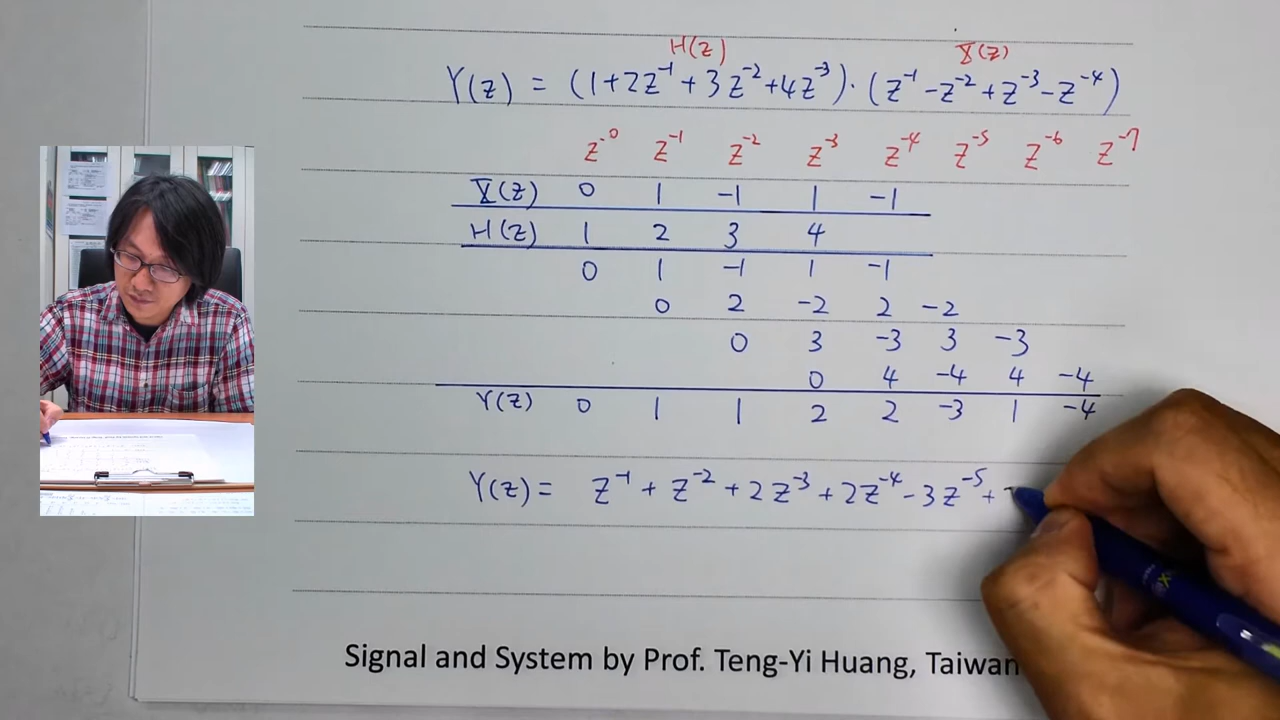 H(z) X(z)
Y(z) = (1+2z⁻¹+3z⁻²+4z⁻³)·(z⁻¹-z⁻²+z⁻³-z⁻⁴)
z⁻⁰ z⁻¹ z⁻² z⁻³ z⁻⁴ z⁻⁵ z⁻⁶ z⁻⁷
X(z) 0 1 -1 1 -1
H(z) 1 2 3 4
0 1 -1 1 -1
0 2 -2 2 -2
0 3 -3 3 -3
0 4 -4 4 -4
Y(z) 0 1 1 2 2 -3 1 -4
Y(z) = z⁻¹ + z⁻² + 2z⁻³ + 2z⁻⁴ - 3z⁻⁵ +
Signal and System by Prof. Teng-Yi Huang, Taiwan